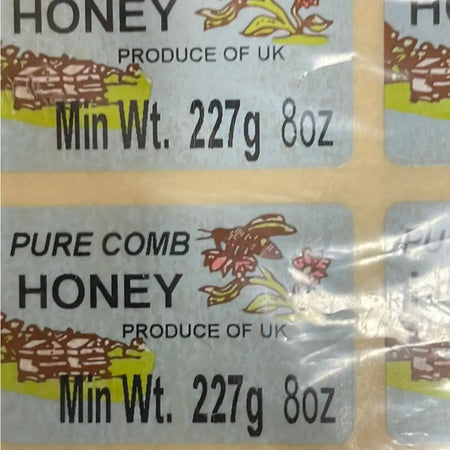 HONEY
PRODUCE OF UK
Min Wt. 227g 8oz
PURE COMB
HONEY
PRODUCE OF UK
Min Wt. 227g 8oz